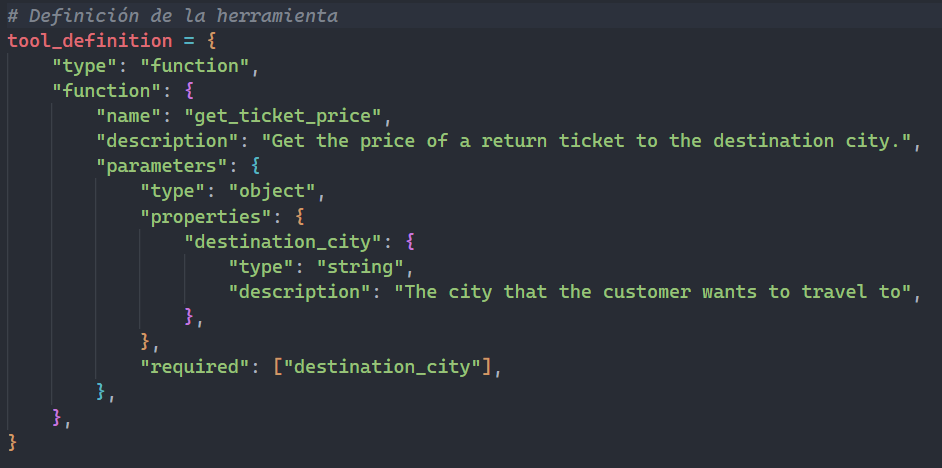 # Definición de la herramienta
tool_definition = {
    "type": "function",
    "function": {
        "name": "get_ticket_price",
        "description": "Get the price of a return ticket to the destination city.",
        "parameters": {
            "type": "object",
            "properties": {
                "destination_city": {
                    "type": "string",
                    "description": "The city that the customer wants to travel to",
                },
            },
            "required": ["destination_city"],
        },
    },
}